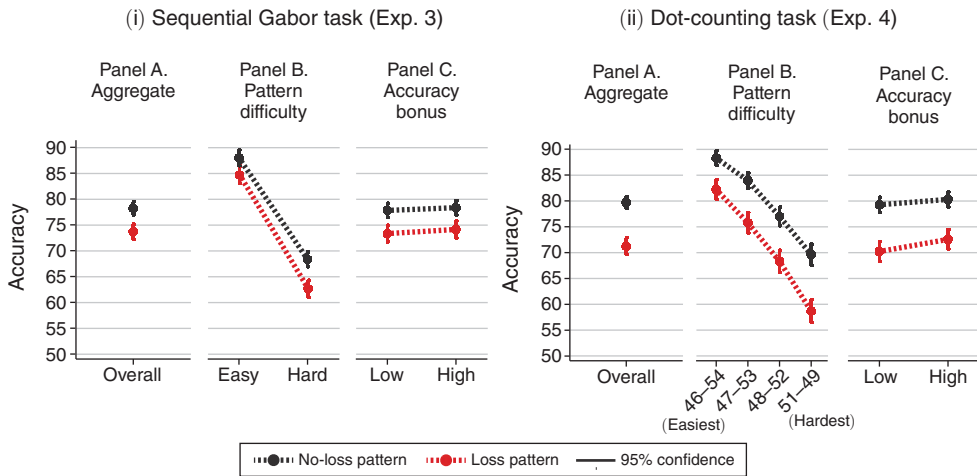 (i) Sequential Gabor task (Exp. 3)
Panel A.
Aggregate
Panel B.
Pattern
difficulty
Panel C.
Accuracy
bonus
Accuracy
90
85
80
75
70
65
60
55
50
Overall
Easy Hard
Low High
(ii) Dot-counting task (Exp. 4)
Panel A.
Aggregate
Panel B.
Pattern
difficulty
Panel C.
Accuracy
bonus
Accuracy
90
85
80
75
70
65
60
55
50
Overall
46–54
47–53
48–52
51–49
(Easiest) (Hardest)
Low High
No-loss pattern Loss pattern 95% confidence